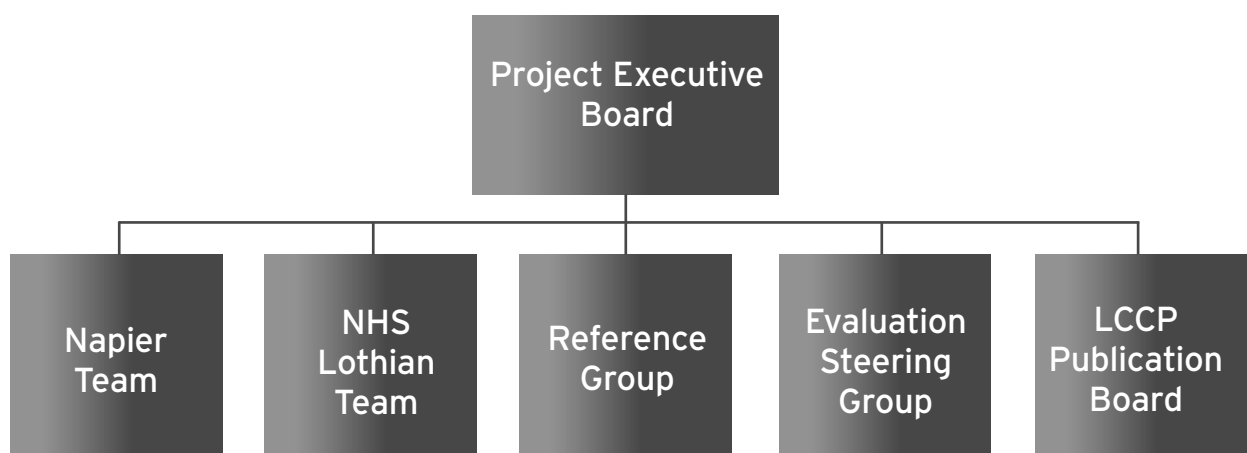 Project Executive
Board
Napier
Team
NHS
Lothian
Team
Reference
Group
Evaluation
Steering
Group
LCCP
Publication
Board